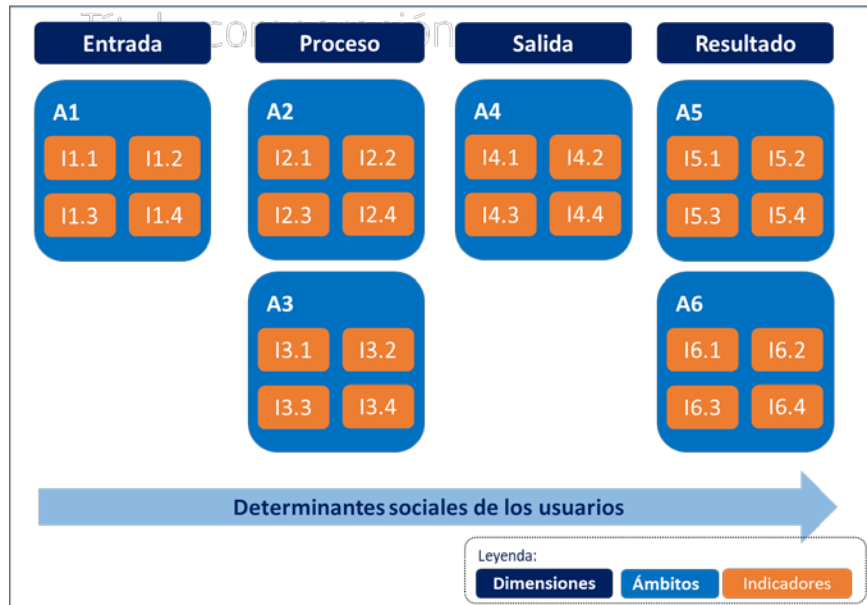 Título comparación
Entrada Proceso Salida Resultado
A1 A2 A4 A5
I1.1 I1.2 I2.1 I2.2 I4.1 I4.2 I5.1 I5.2
I1.3 I1.4 I2.3 I2.4 I4.3 I4.4 I5.3 I5.4
A3 A6
I3.1 I3.2 I6.1 I6.2
I3.3 I3.4 I6.3 I6.4
Determinantes sociales de los usuarios
Leyenda:
Dimensiones Ámbitos Indicadores